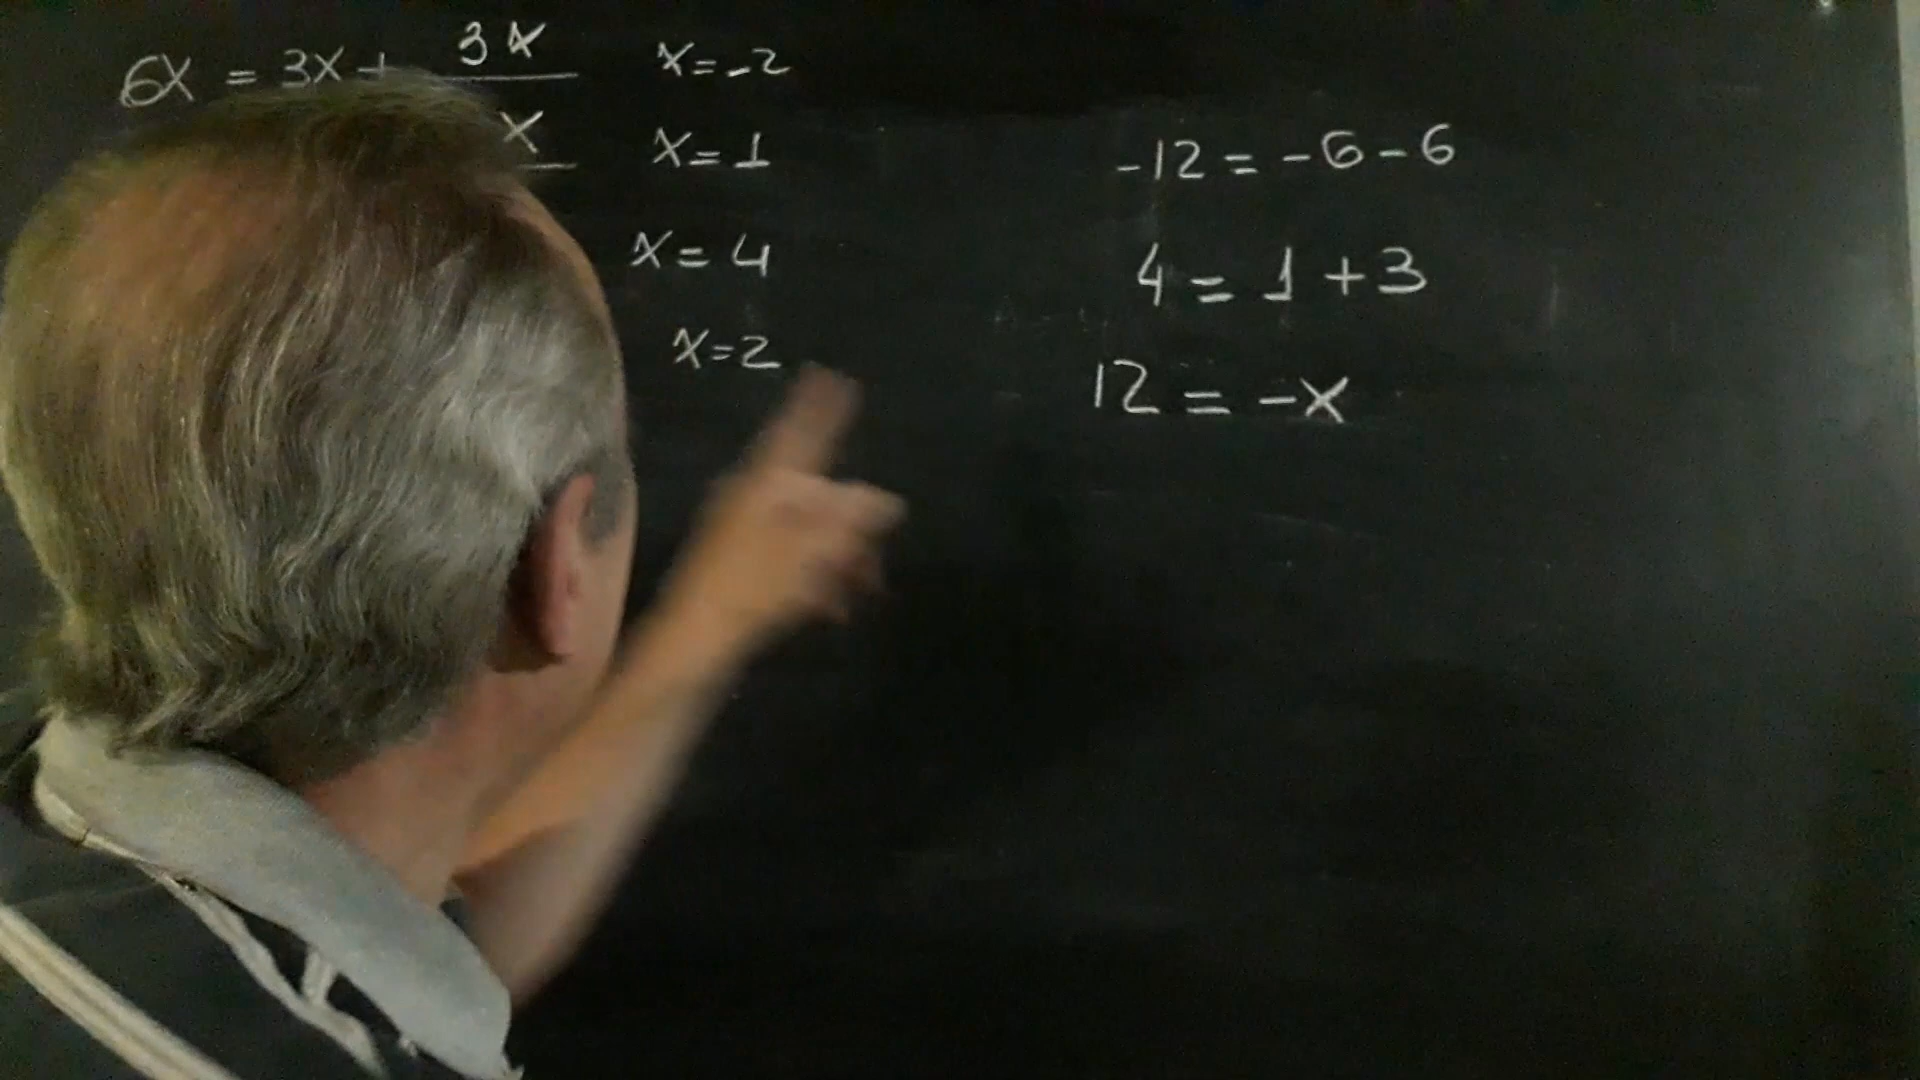 6x = 3x + 3x
x = -2
x
x = 1
x = 4
x = 2
-12 = -6 - 6
4 = 1 + 3
12 = -x